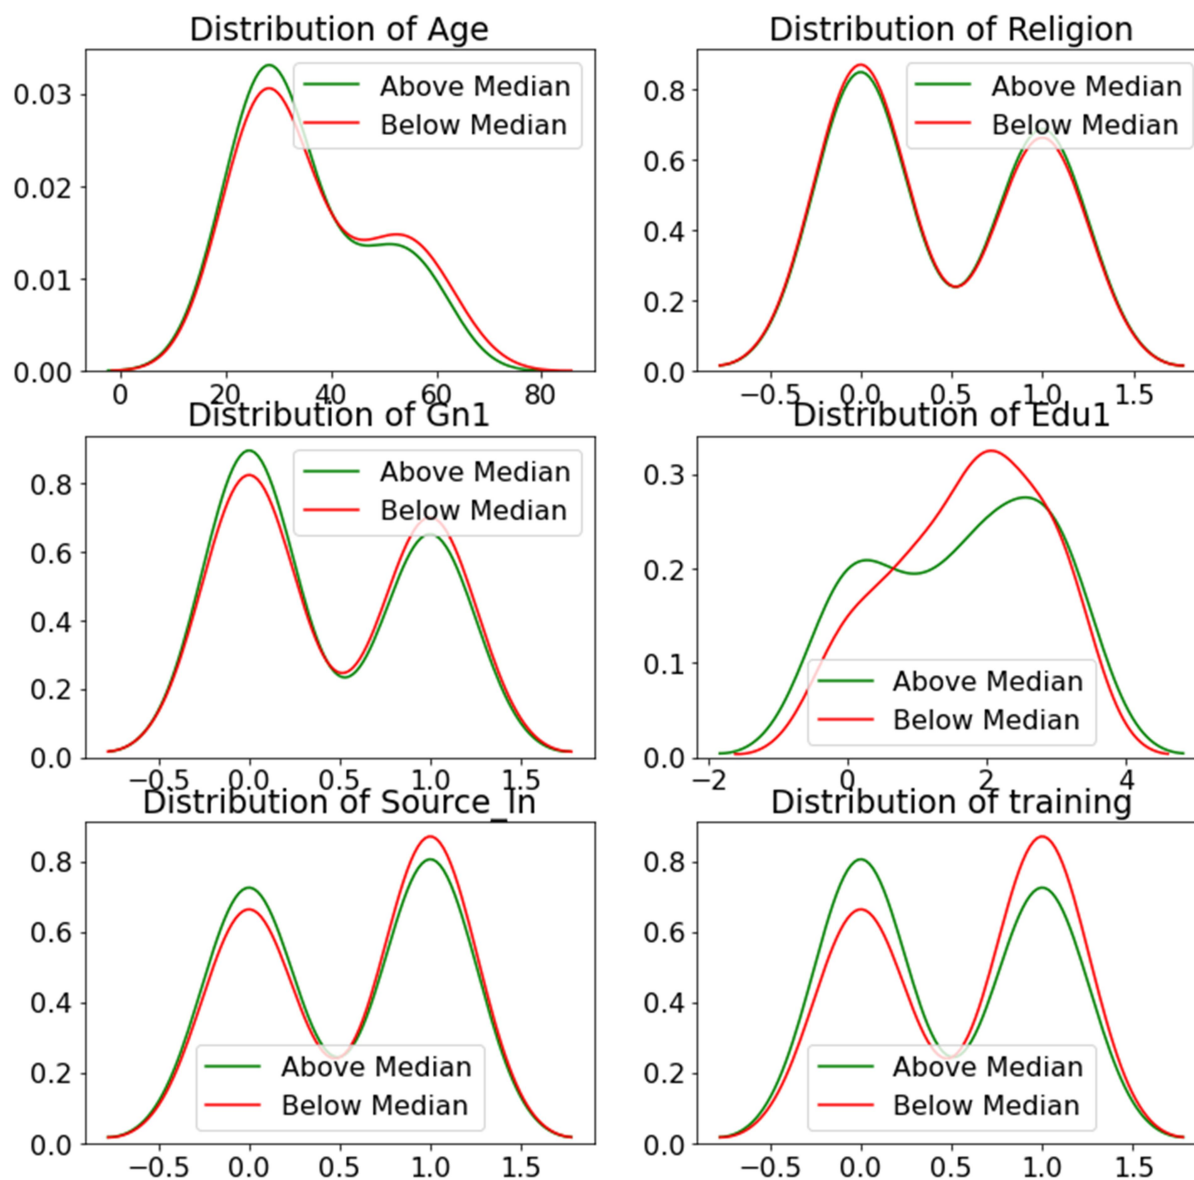 Distribution of Age
Above Median
Below Median
0.03
0.02
0.01
0.00
0 20 40 60 80
Distribution of Religion
Above Median
Below Median
0.8
0.6
0.4
0.2
0.0
−0.5 0.0 0.5 1.0 1.5
Distribution of Gn1
Above Median
Below Median
0.8
0.6
0.4
0.2
0.0
−0.5 0.0 0.5 1.0 1.5
Distribution of Edu1
0.3
0.2
0.1
0.0
Above Median
Below Median
−2 0 2 4
Distribution of Source_In
0.8
0.6
0.4
0.2
0.0
Above Median
Below Median
−0.5 0.0 0.5 1.0 1.5
Distribution of training
0.8
0.6
0.4
0.2
0.0
Above Median
Below Median
−0.5 0.0 0.5 1.0 1.5